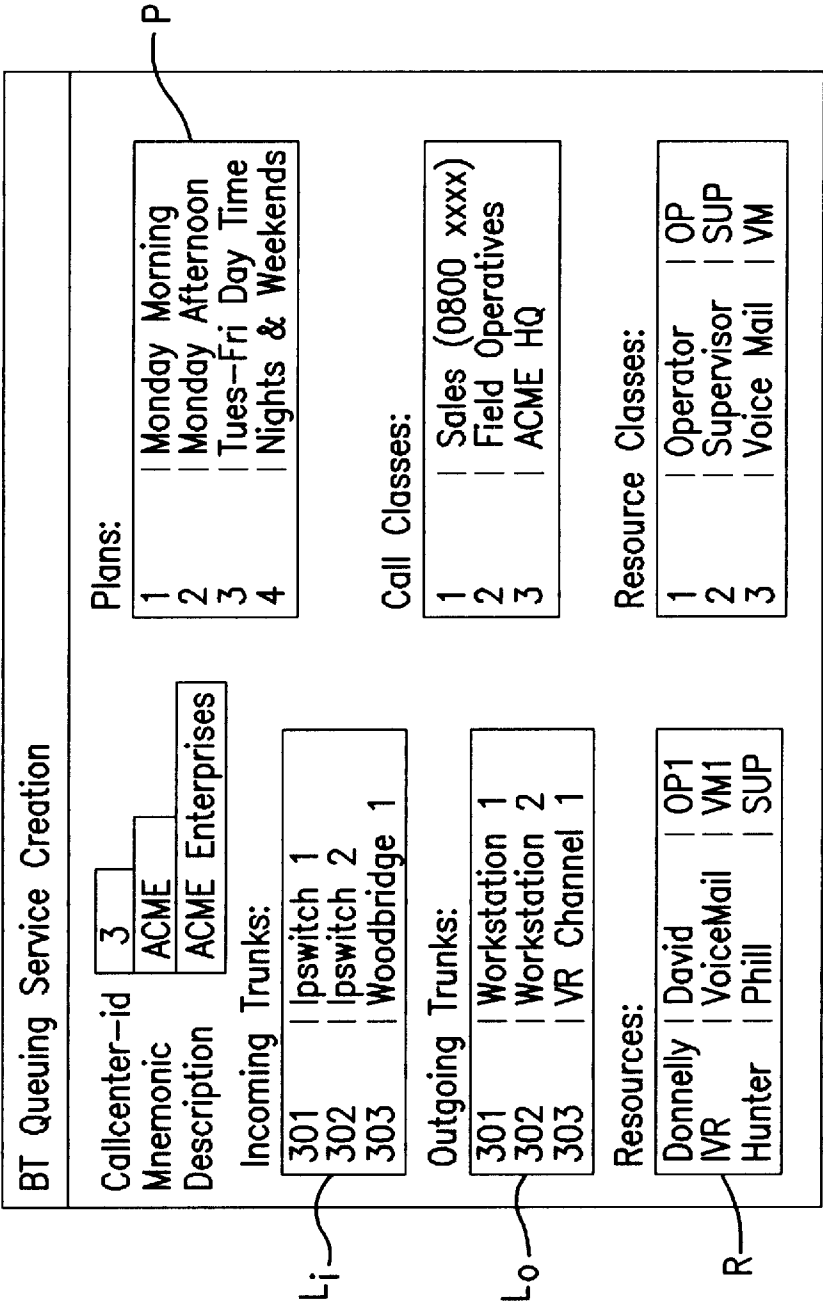 BT Queuing Service Creation
Callcenter-id 3
Mnemonic ACME
Description ACME Enterprises
Incoming Trunks:
301 | Ipswitch 1
302 | Ipswitch 2
303 | Woodbridge 1
Li
Outgoing Trunks:
301 | Workstation 1
302 | Workstation 2
303 | VR Channel 1
Lo
Resources:
Donnelly | David | OP1
IVR | VoiceMail | VM1
Hunter | Phill | SUP
R
Plans:
1 | Monday Morning
2 | Monday Afternoon
3 | Tues-Fri Day Time
4 | Nights & Weekends
P
Call Classes:
1 | Sales (0800 xxxx)
2 | Field Operatives
3 | ACME HQ
Resource Classes:
1 | Operator | OP
2 | Supervisor | SUP
3 | Voice Mail | VM